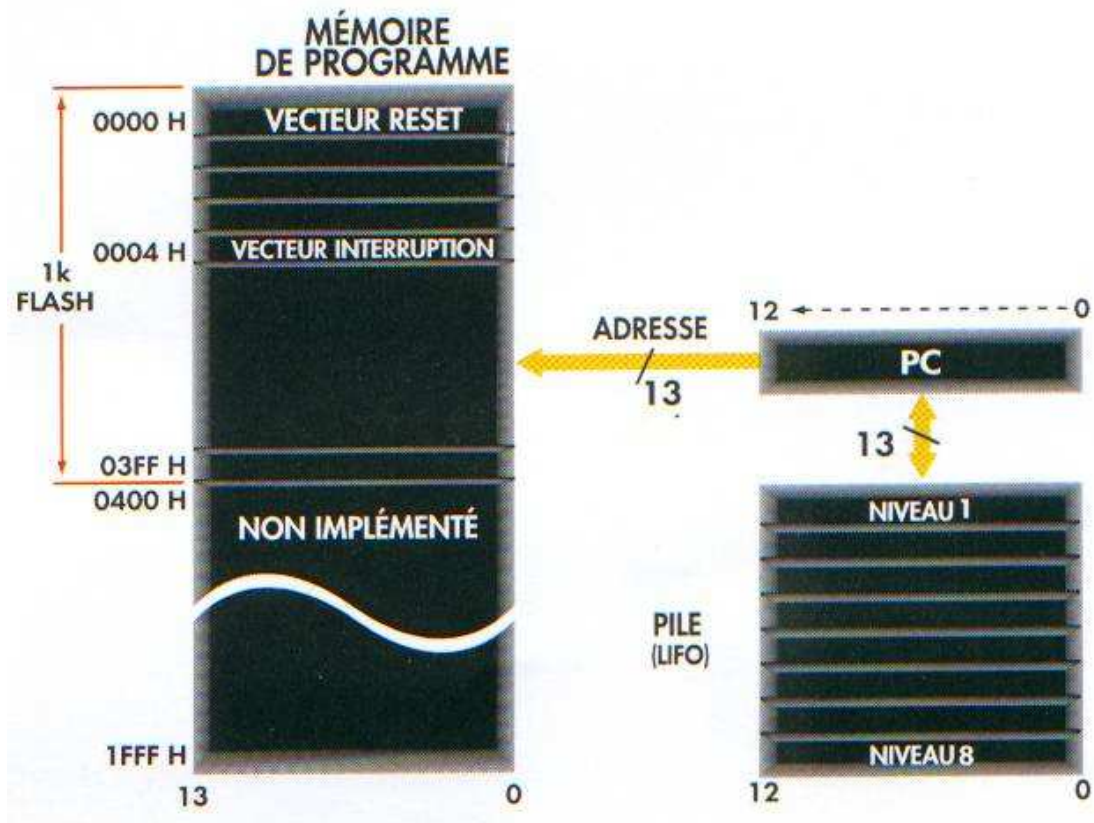 MÉMOIRE
DE PROGRAMME
0000 H
VECTEUR RESET
0004 H
VECTEUR INTERRUPTION
1k
FLASH
03FF H
0400 H
NON IMPLÉMENTÉ
1FFF H
13
0
ADRESSE
13
12
0
PC
13
NIVEAU 1
PILE
(LIFO)
NIVEAU 8
12
0